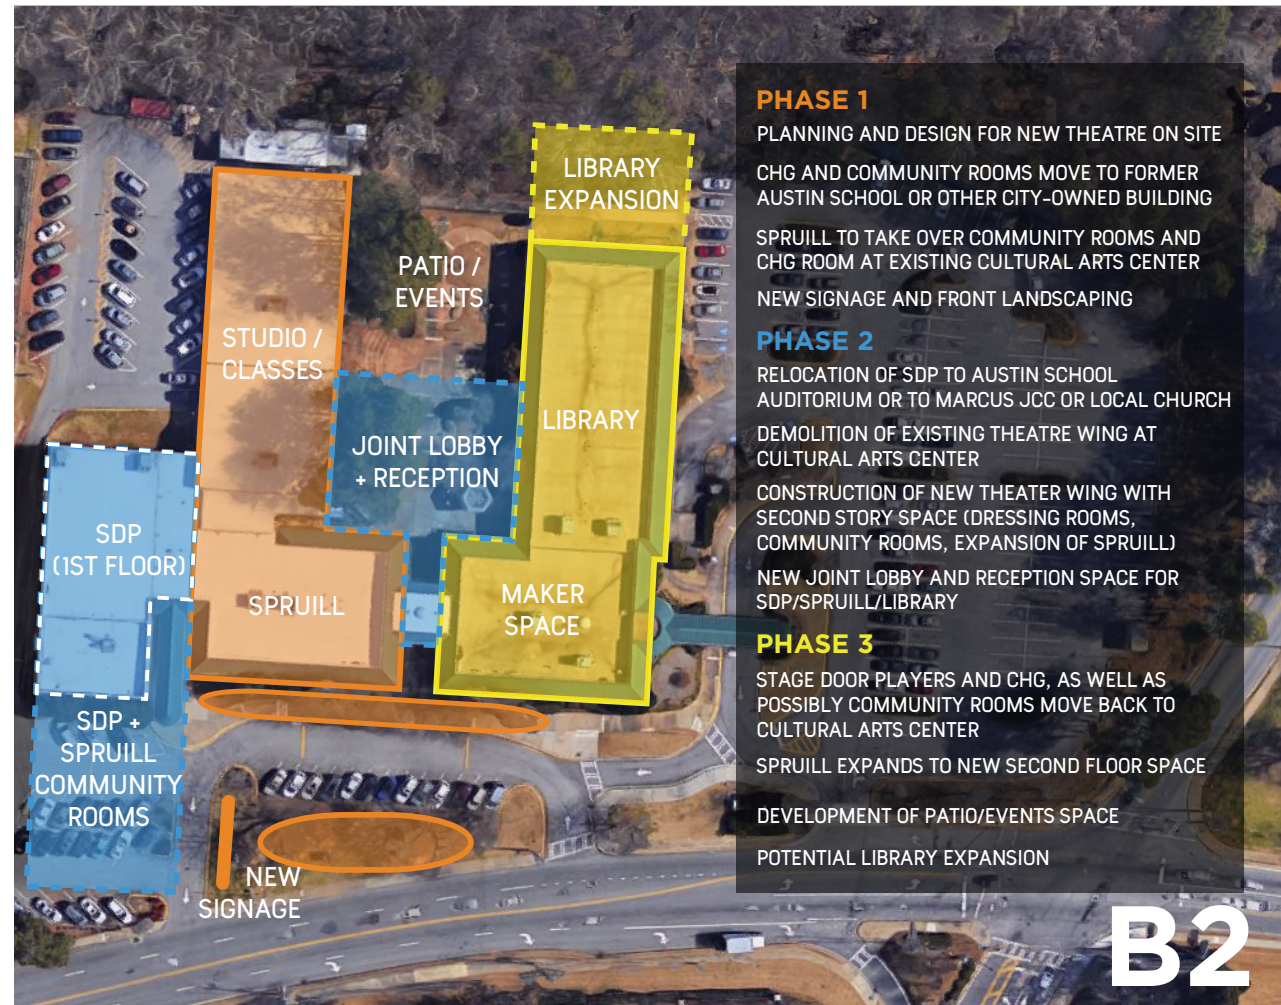 LIBRARY
EXPANSION
PATIO /
EVENTS
STUDIO /
CLASSES
LIBRARY
JOINT LOBBY
+ RECEPTION
SDP
(1ST FLOOR)
SPRUILL
MAKER
SPACE
SDP +
SPRUILL
COMMUNITY
ROOMS
NEW
SIGNAGE
PHASE 1
PLANNING AND DESIGN FOR NEW THEATRE ON SITE
CHG AND COMMUNITY ROOMS MOVE TO FORMER
AUSTIN SCHOOL OR OTHER CITY-OWNED BUILDING
SPRUILL TO TAKE OVER COMMUNITY ROOMS AND
CHG ROOM AT EXISTING CULTURAL ARTS CENTER
NEW SIGNAGE AND FRONT LANDSCAPING
PHASE 2
RELOCATION OF SDP TO AUSTIN SCHOOL
AUDITORIUM OR TO MARCUS JCC OR LOCAL CHURCH
DEMOLITION OF EXISTING THEATRE WING AT
CULTURAL ARTS CENTER
CONSTRUCTION OF NEW THEATER WING WITH
SECOND STORY SPACE (DRESSING ROOMS,
COMMUNITY ROOMS, EXPANSION OF SPRUILL)
NEW JOINT LOBBY AND RECEPTION SPACE FOR
SDP/SPRUILL/LIBRARY
PHASE 3
STAGE DOOR PLAYERS AND CHG, AS WELL AS
POSSIBLY COMMUNITY ROOMS MOVE BACK TO
CULTURAL ARTS CENTER
SPRUILL EXPANDS TO NEW SECOND FLOOR SPACE
DEVELOPMENT OF PATIO/EVENTS SPACE
POTENTIAL LIBRARY EXPANSION
B2